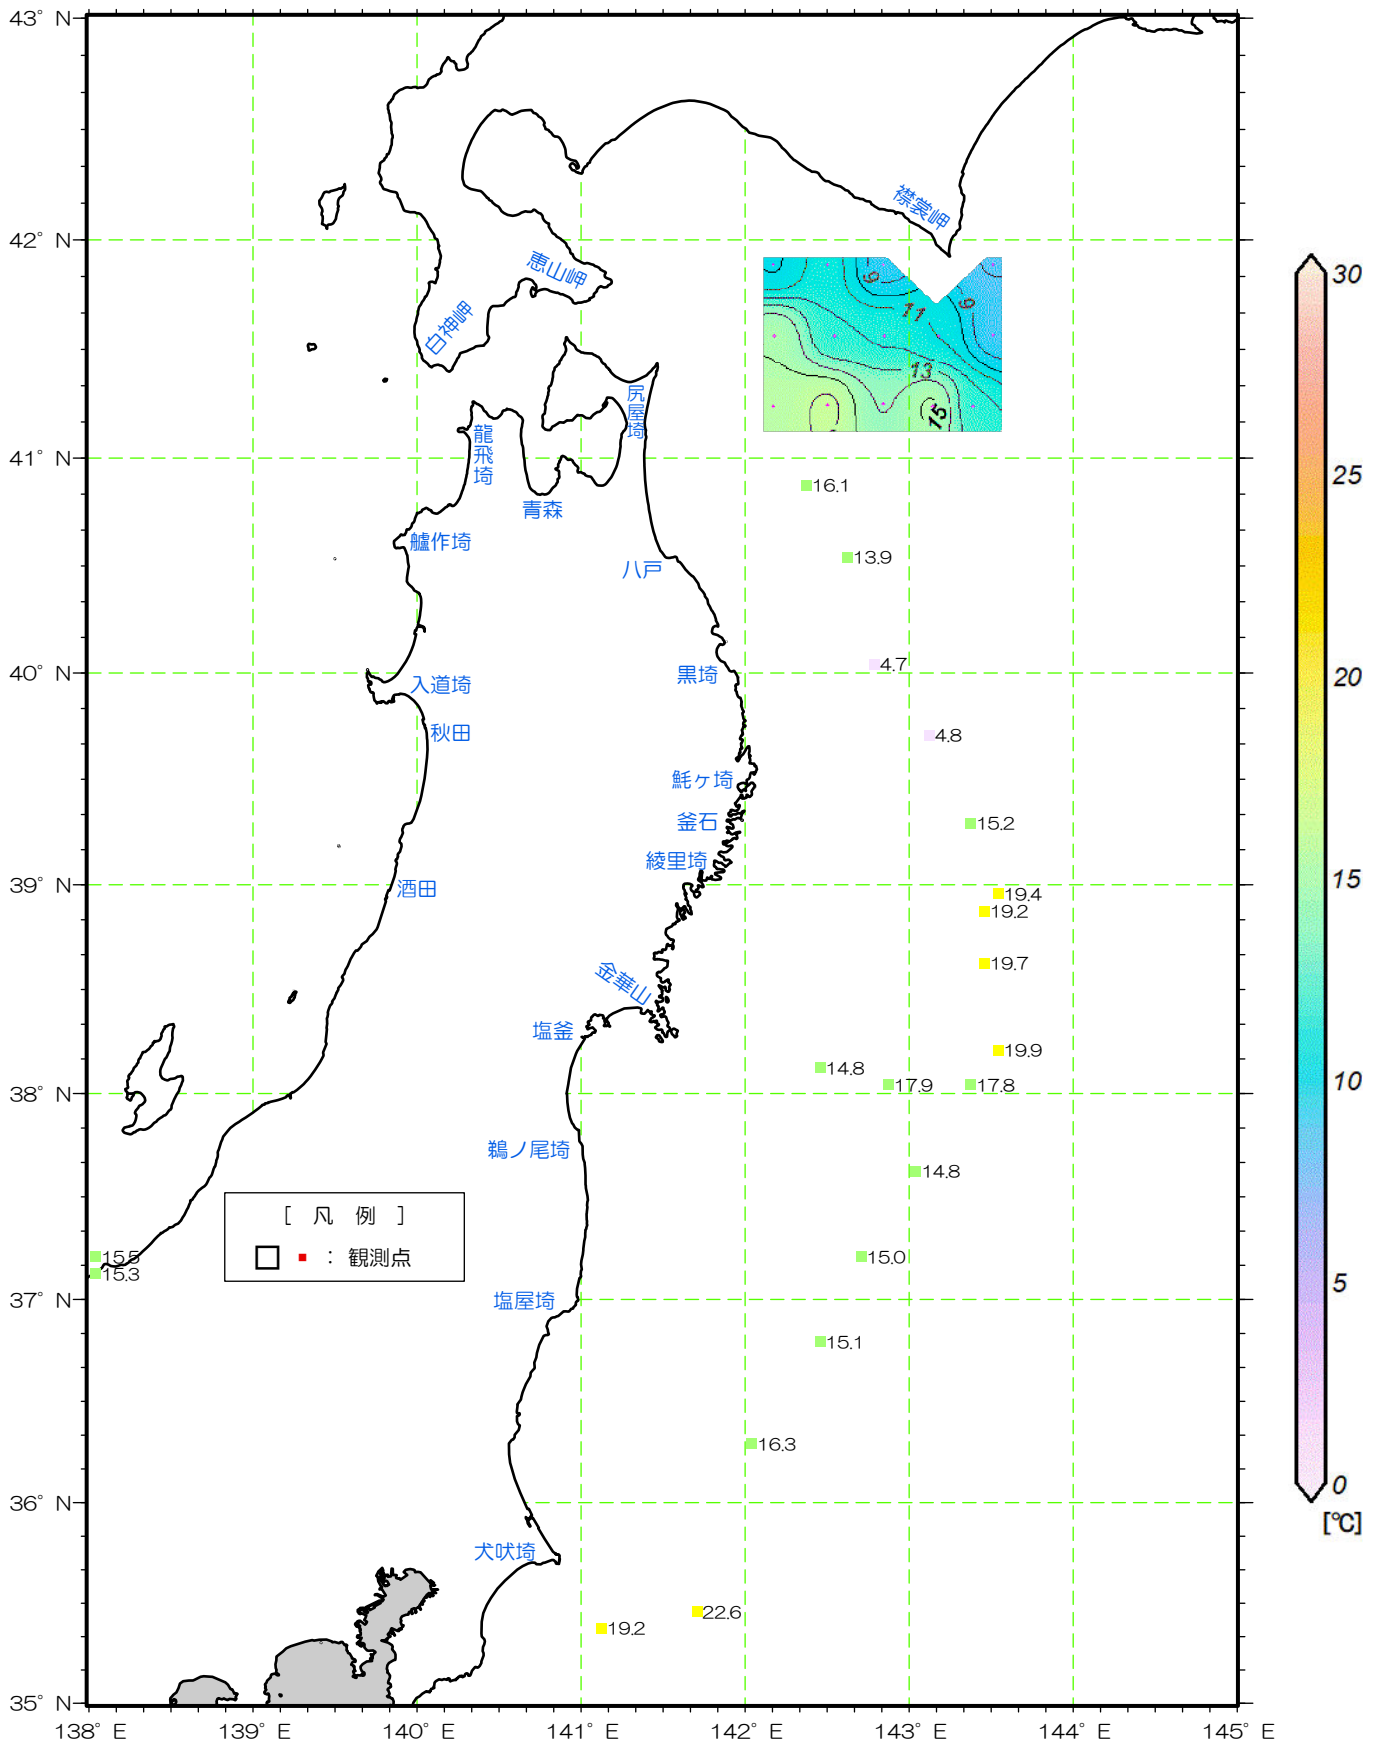 43° N
襟裳岬
42° N
恵山岬
9
9
30
11
白神岬
13
尻屋埼
15
龍飛埼
41° N
25
16.1
青森
艫作埼
13.9
八戸
4.7
40° N
黒埼
20
入道埼
秋田
4.8
魹ヶ埼
釜石
15.2
綾里埼
39° N
酒田
19.4
15
19.2
19.7
金華山
塩釜
19.9
14.8
10
17.9
17.8
38° N
鵜ノ尾埼
14.8
[ 凡 例 ]
15.5
□ ▪ : 観測点
15.0
15.3
5
37° N
塩屋埼
15.1
16.3
0
36° N
[℃]
犬吠埼
22.6
19.2
35° N
138° E 139° E 140° E 141° E 142° E 143° E 144° E 145° E